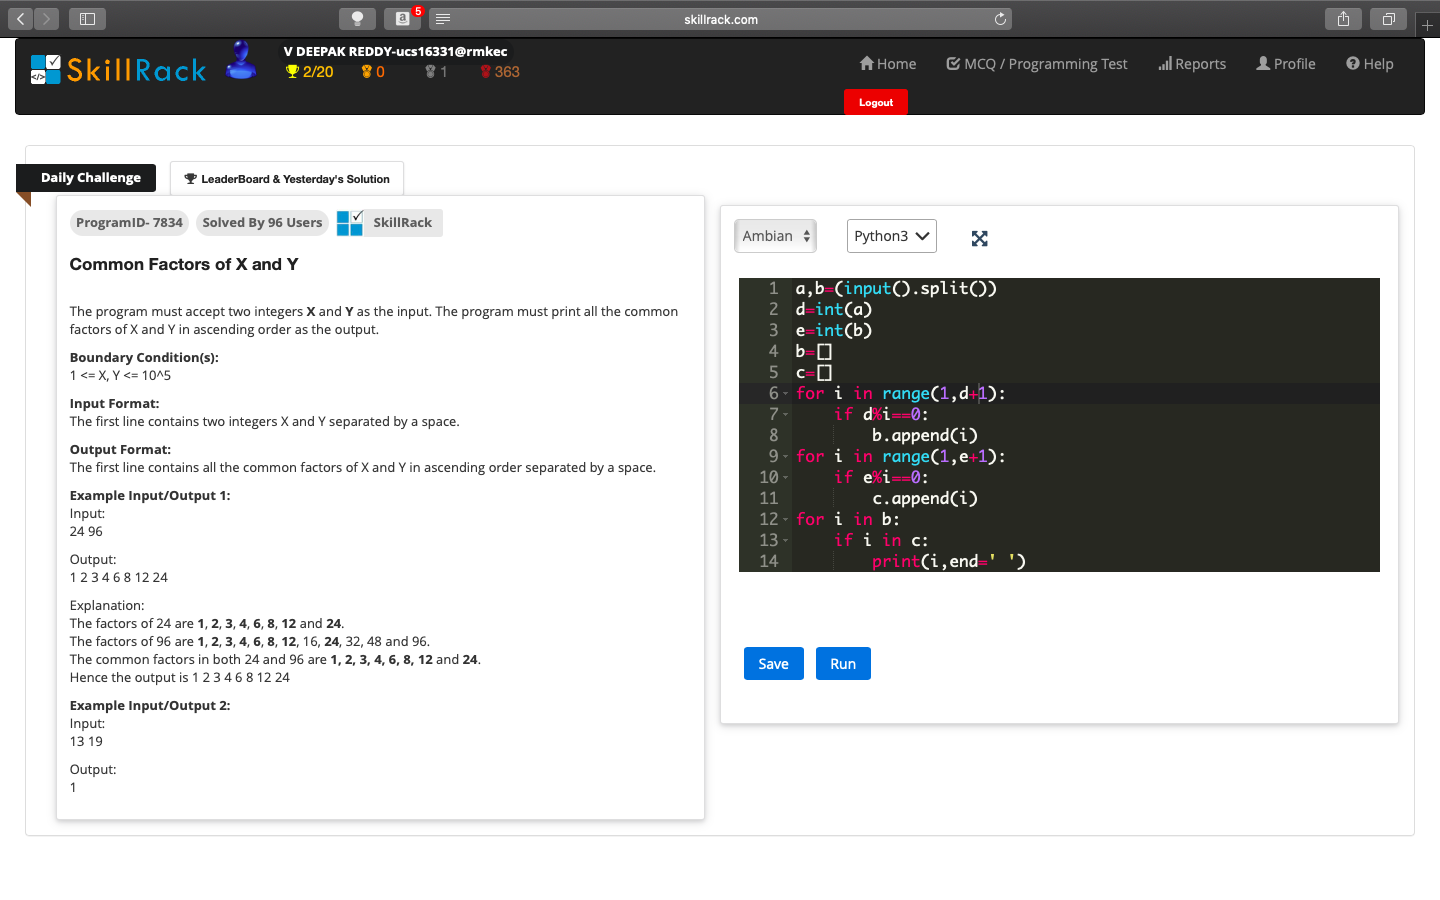 5
skillrack.com
SkillRack
V DEEPAK REDDY-ucs16331@rmkec
2/20 0 1 363
Home MCQ / Programming Test Reports Profile Help
Logout
Daily Challenge
LeaderBoard & Yesterday's Solution
ProgramID- 7834 Solved By 96 Users SkillRack
Common Factors of X and Y
The program must accept two integers X and Y as the input. The program must print all the common
factors of X and Y in ascending order as the output.
Boundary Condition(s):
1 <= X, Y <= 10^5
Input Format:
The first line contains two integers X and Y separated by a space.
Output Format:
The first line contains all the common factors of X and Y in ascending order separated by a space.
Example Input/Output 1:
Input:
24 96
Output:
1 2 3 4 6 8 12 24
Explanation:
The factors of 24 are 1, 2, 3, 4, 6, 8, 12 and 24.
The factors of 96 are 1, 2, 3, 4, 6, 8, 12, 16, 24, 32, 48 and 96.
The common factors in both 24 and 96 are 1, 2, 3, 4, 6, 8, 12 and 24.
Hence the output is 1 2 3 4 6 8 12 24
Example Input/Output 2:
Input:
13 19
Output:
1
Ambian Python3
1 a,b=(input().split())
2 d=int(a)
3 e=int(b)
4 b=[]
5 c=[]
6 for i in range(1,d+1):
7 if d%i==0:
8 b.append(i)
9 for i in range(1,e+1):
10 if e%i==0:
11 c.append(i)
12 for i in b:
13 if i in c:
14 print(i,end=' ')
Save Run